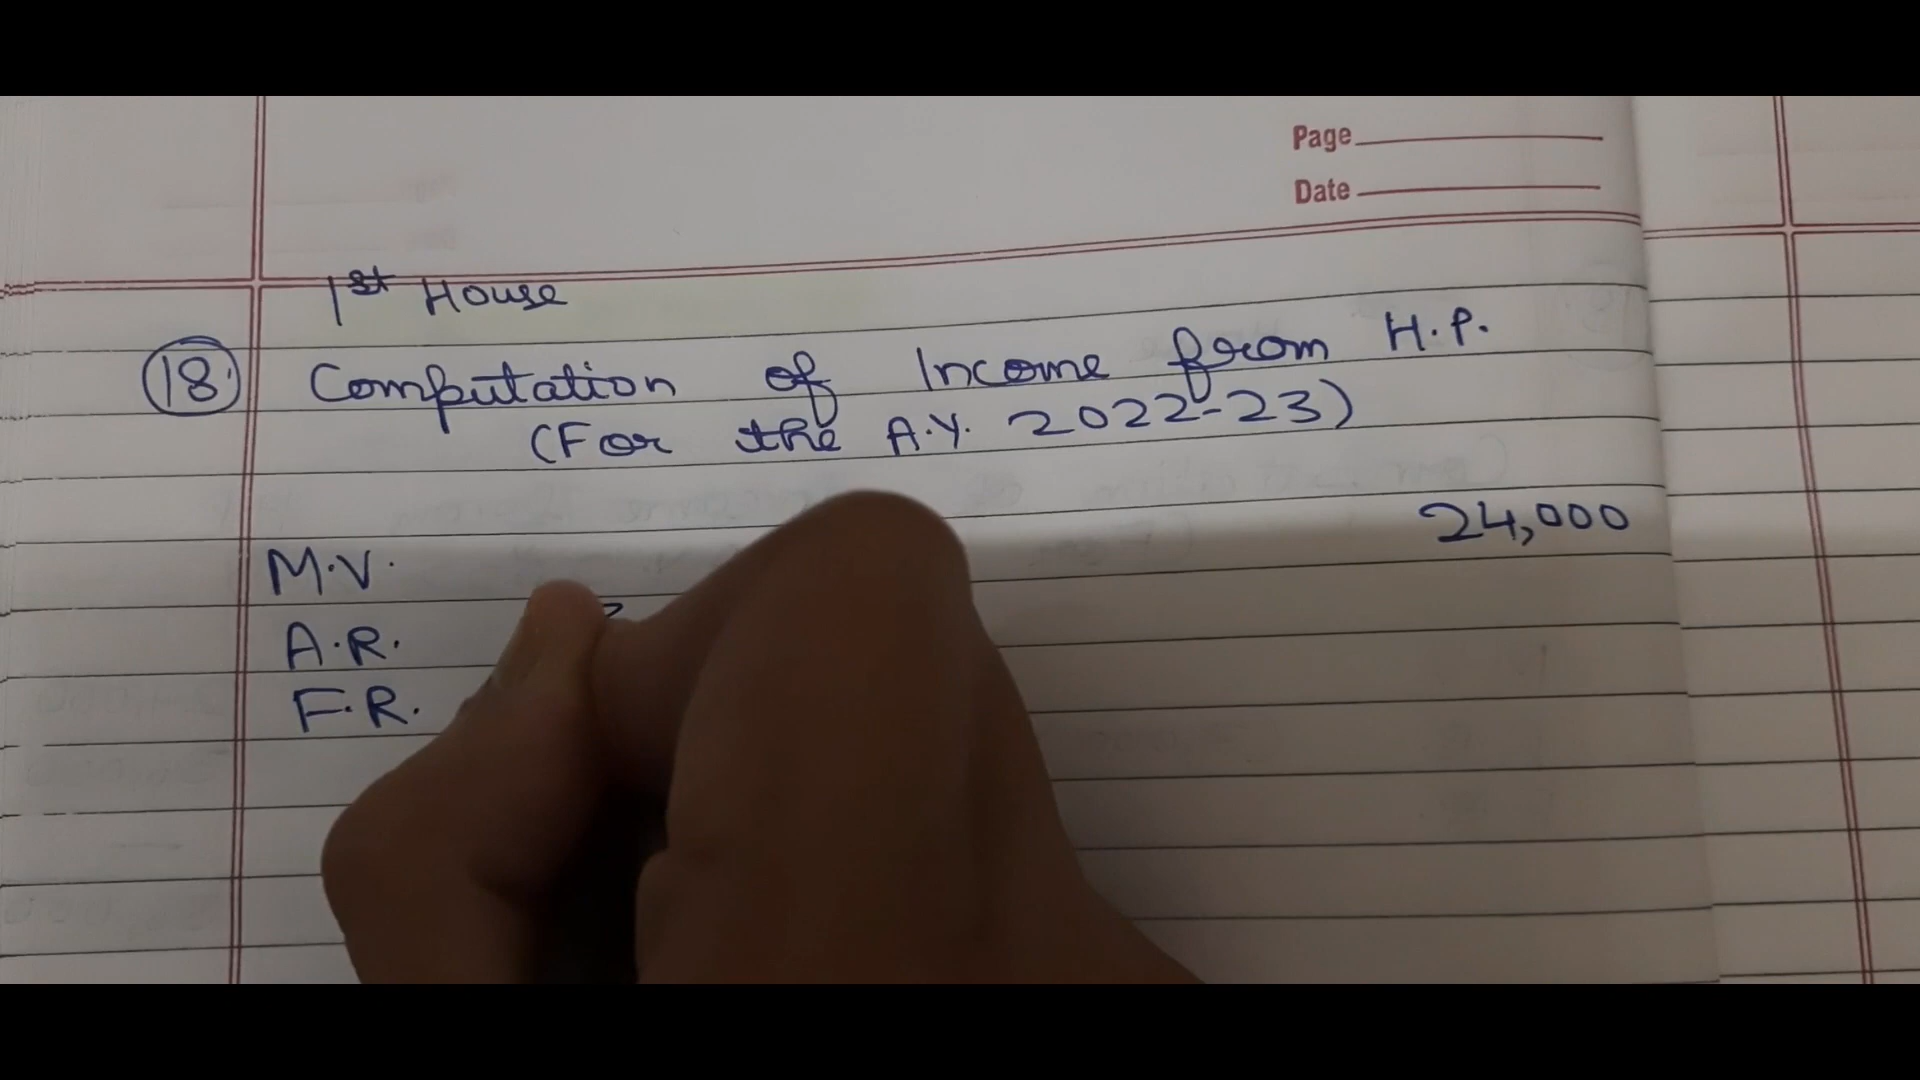 Page
Date
1st House
18. Computation of Income from H.P.
(For the A.Y. 2022-23)
M.V. 24,000
A.R.
F.R.